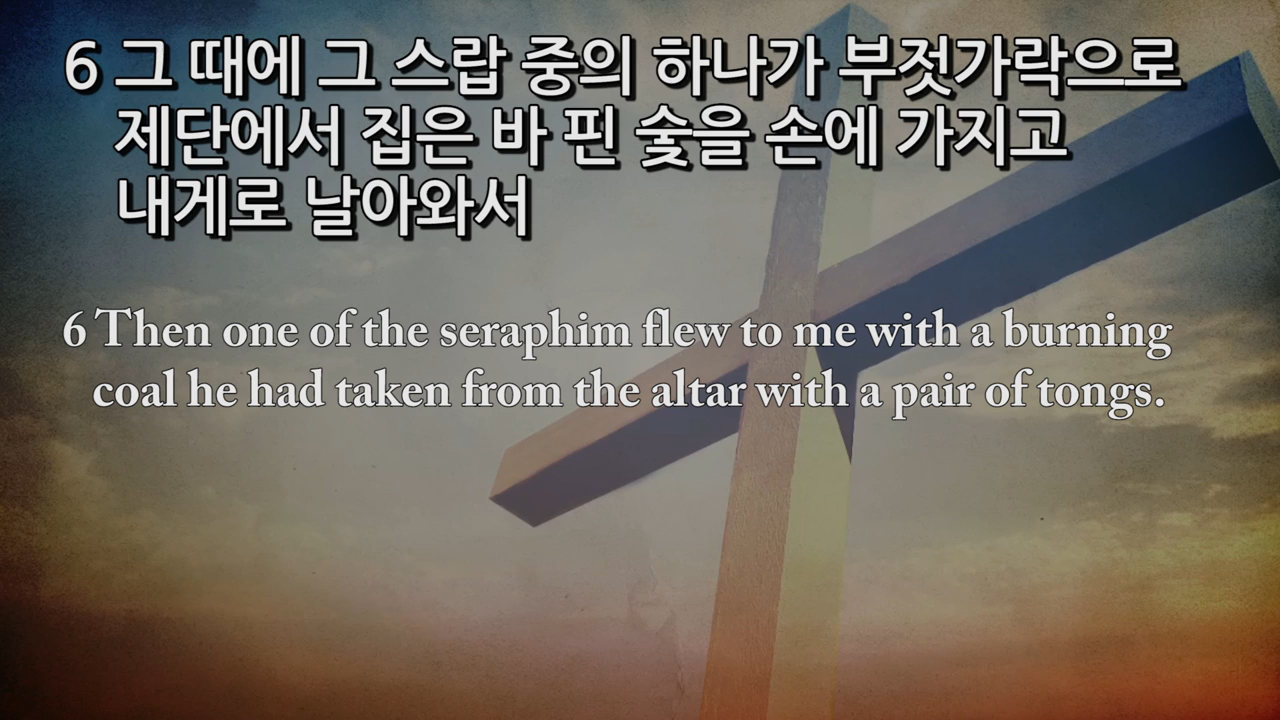 6 그 때에 그 스랍 중의 하나가 부젓가락으로
제단에서 집은 바 핀 숯을 손에 가지고
내게로 날아와서
6 Then one of the seraphim flew to me with a burning
coal he had taken from the altar with a pair of tongs.